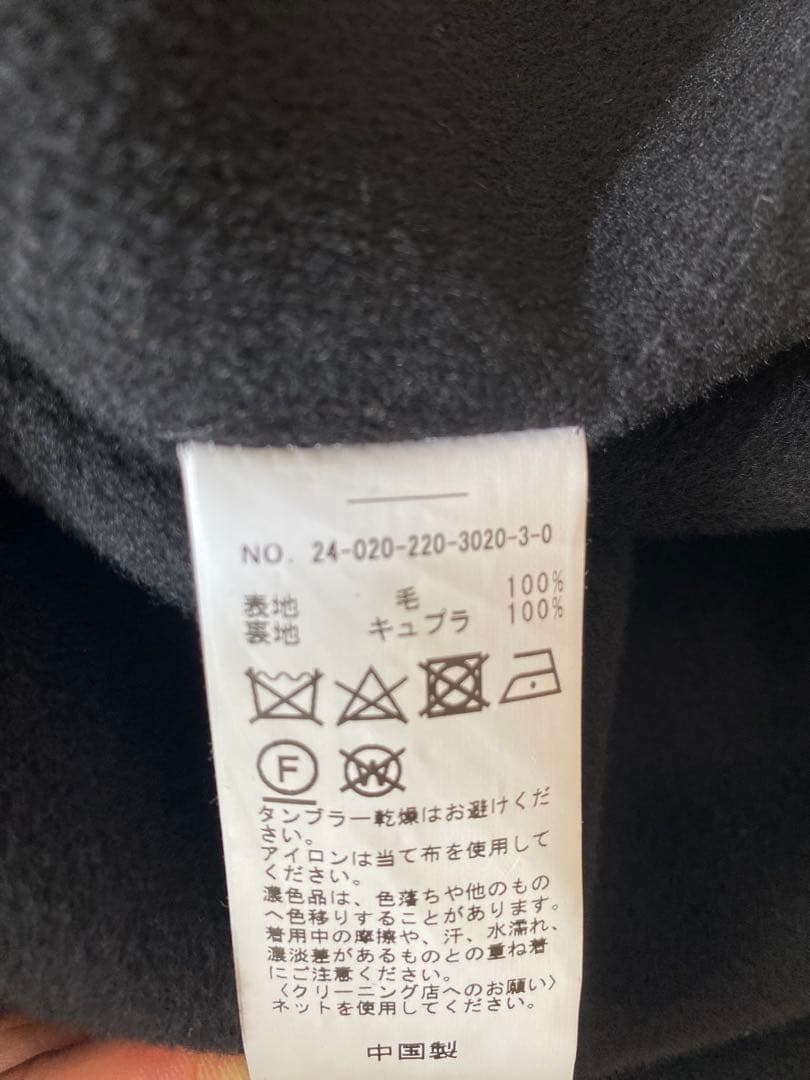 NO. 24-020-220-3020-3-0
表地 毛 100%
裏地 キュプラ 100%
F W
タンブラー乾燥はお避けくだ
さい。
アイロンは当て布を使用して
ください。
濃色品は、色落ちや他のもの
へ色移りすることがあります。
着用中の摩擦や、汗、水濡れ、
濃淡差があるものとの重ね着
にご注意ください。
〈クリーニング店へのお願い〉
ネットを使用してください。
中国製